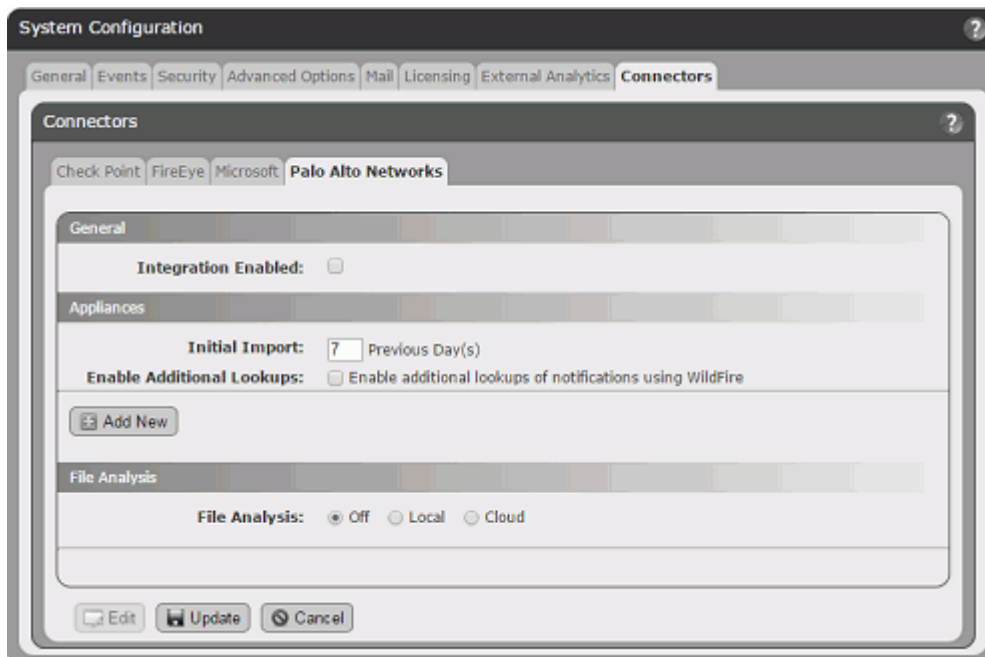 System Configuration
?
General Events Security Advanced Options Mail Licensing External Analytics Connectors
Connectors
?
Check Point FireEye Microsoft Palo Alto Networks
General
Integration Enabled:
Appliances
Initial Import: 7 Previous Day(s)
Enable Additional Lookups: Enable additional lookups of notifications using WildFire
Add New
File Analysis
File Analysis: Off Local Cloud
Edit Update Cancel